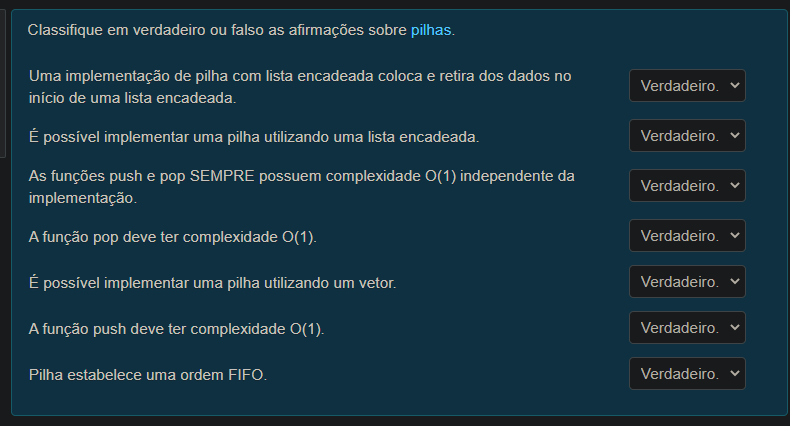 Classifique em verdadeiro ou falso as afirmações sobre pilhas.
Uma implementação de pilha com lista encadeada coloca e retira dos dados no
início de uma lista encadeada.
Verdadeiro.
É possível implementar uma pilha utilizando uma lista encadeada.
Verdadeiro.
As funções push e pop SEMPRE possuem complexidade O(1) independente da
implementação.
Verdadeiro.
A função pop deve ter complexidade O(1).
Verdadeiro.
É possível implementar uma pilha utilizando um vetor.
Verdadeiro.
A função push deve ter complexidade O(1).
Verdadeiro.
Pilha estabelece uma ordem FIFO.
Verdadeiro.